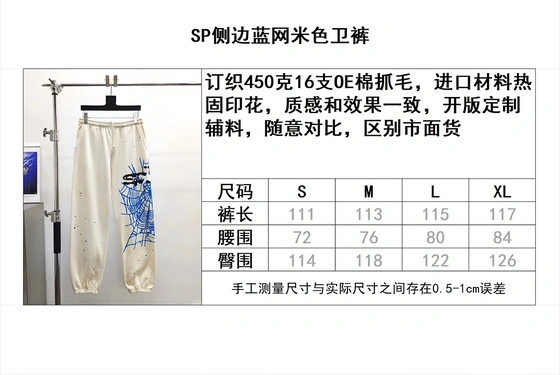 SP侧边蓝网米色卫裤
订织450克16支OE棉抓毛，进口材料热
固印花，质感和效果一致，开版定制
辅料，随意对比，区别市面货
尺码 S M L XL
裤长 111 113 115 117
腰围 72 76 80 84
臀围 114 118 122 126
手工测量尺寸与实际尺寸之间存在0.5-1cm误差